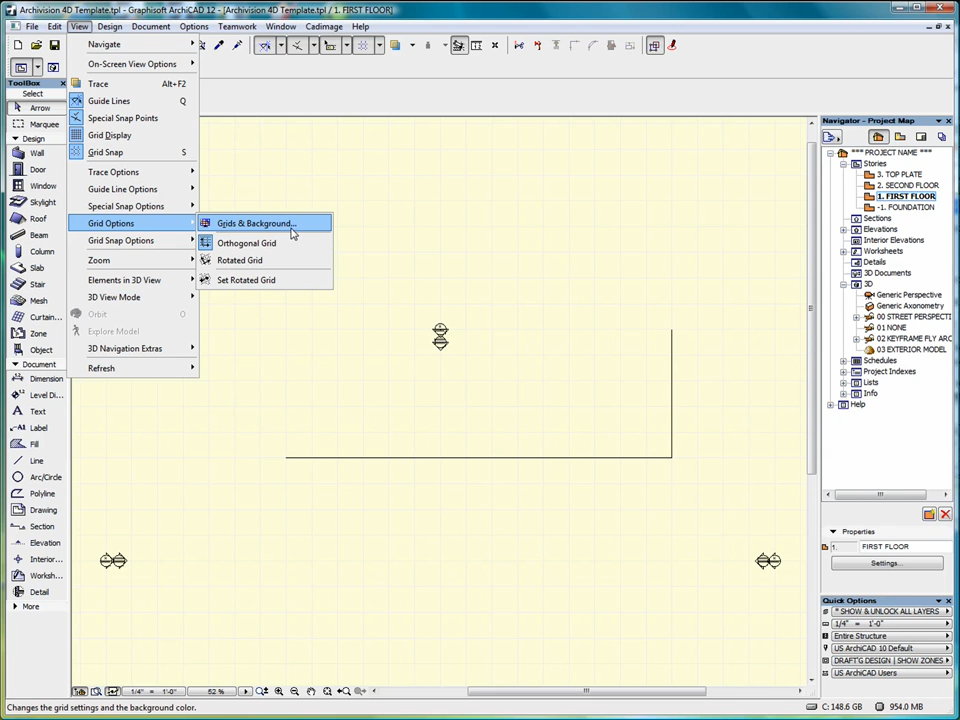 Archivision 4D Template.tpl - Graphisoft ArchiCAD 12 - [Archivision 4D Template.tpl / 1. FIRST FLOOR]
File Edit View Design Document Options Teamwork Window Cadimage Help
ToolBox
Select
Arrow
Marquee
Design
Wall
Door
Window
Skylight
Roof
Beam
Column
Slab
Stair
Mesh
Curtain...
Zone
Object
Document
Dimension
Level Di...
Text
Label
Fill
Line
Arc/Circle
Polyline
Drawing
Section
Elevation
Interior...
Worksh...
Detail
More
Navigate
On-Screen View Options
Trace Alt+F2
Guide Lines Q
Special Snap Points
Grid Display
Grid Snap S
Trace Options
Guide Line Options
Special Snap Options
Grid Options
Grid Snap Options
Zoom
Elements in 3D View
3D View Mode
Orbit O
Explore Model
3D Navigation Extras
Refresh
Grids & Background...
Orthogonal Grid
Rotated Grid
Set Rotated Grid
Navigator - Project Map
*** PROJECT NAME ***
Stories
3. TOP PLATE
2. SECOND FLOOR
1. FIRST FLOOR
-1. FOUNDATION
Sections
Elevations
Interior Elevations
Worksheets
Details
3D Documents
3D
Generic Perspective
Generic Axonometry
00 STREET PERSPECTI
01 NONE
02 KEYFRAME FLY ARC
03 EXTERIOR MODEL
Schedules
Project Indexes
Lists
Info
Help
Properties
1. FIRST FLOOR
Settings...
Quick Options
* SHOW & UNLOCK ALL LAYERS
1/4" = 1'-0"
Entire Structure
US ArchiCAD 10 Default
DRAFT'G DESIGN | SHOW ZONES
US ArchiCAD Users
1/4" = 1'-0" 52 %
Changes the grid settings and the background color.
C: 148.6 GB 954.0 MB